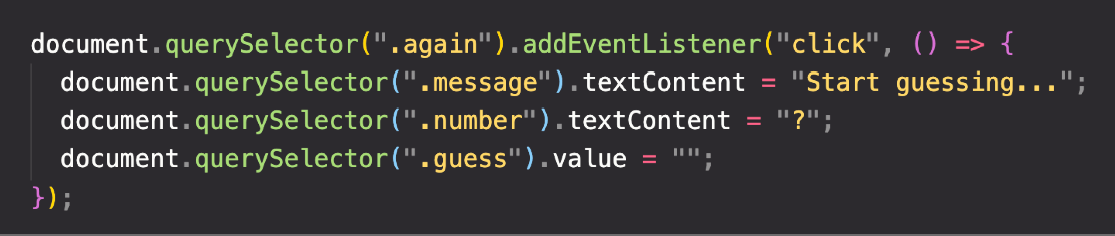 document.querySelector(".again").addEventListener("click", () => {
  document.querySelector(".message").textContent = "Start guessing...";
  document.querySelector(".number").textContent = "?";
  document.querySelector(".guess").value = "";
});